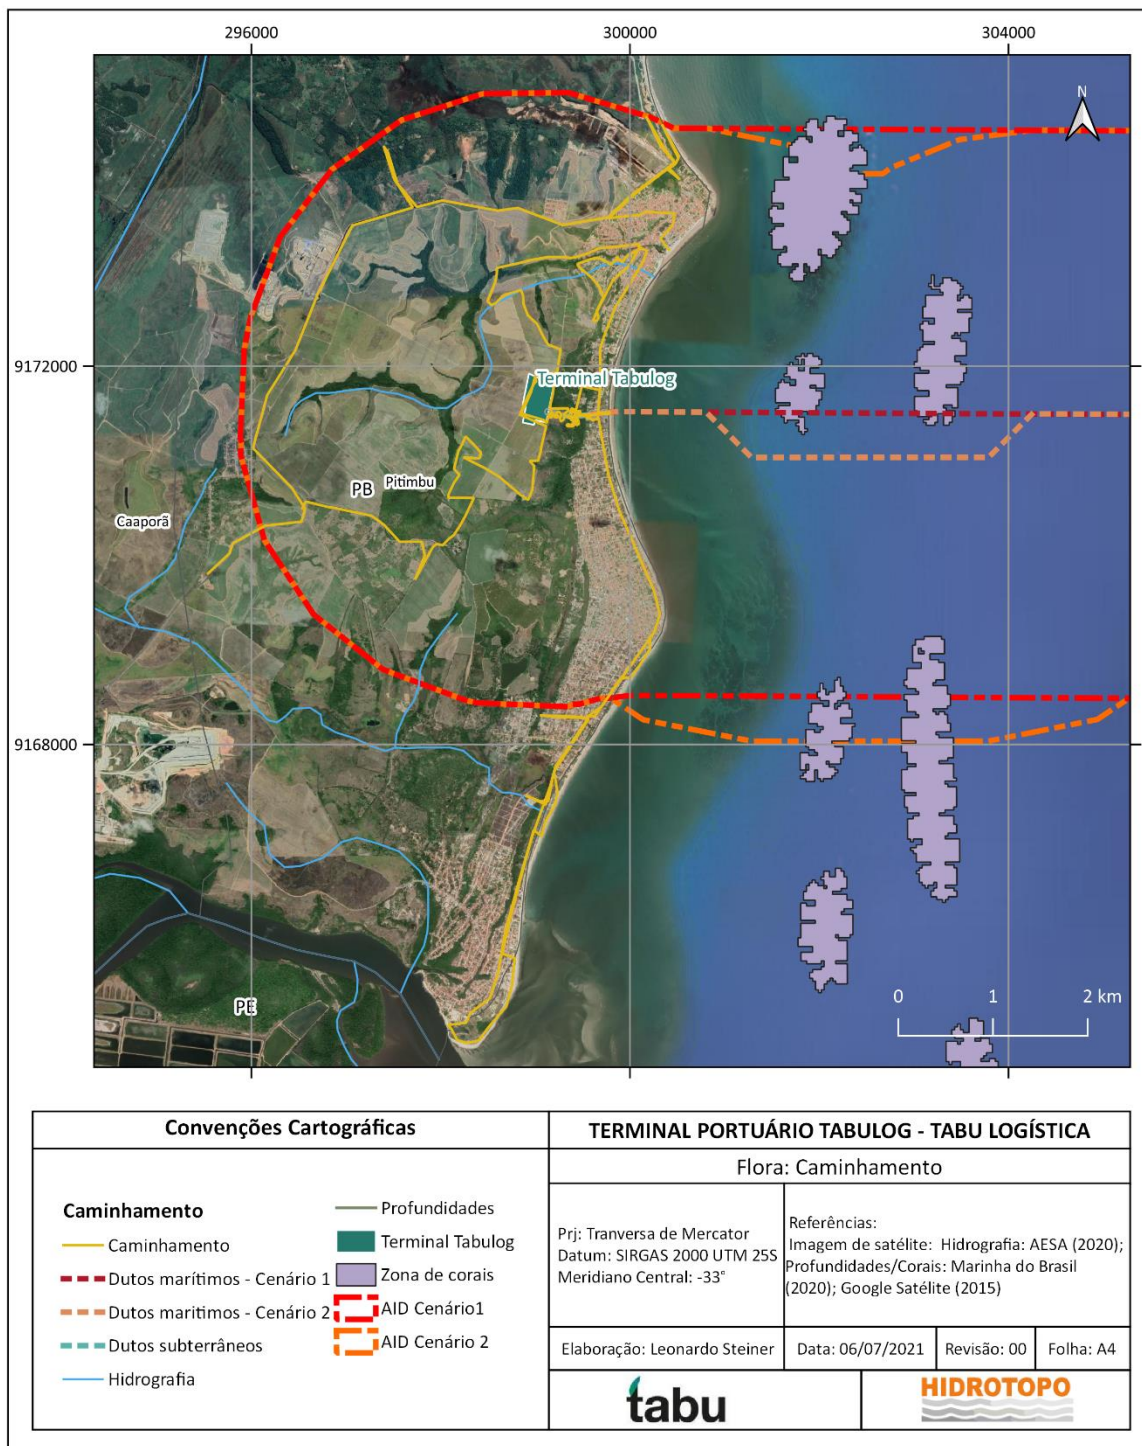 296000
300000
304000
N
9172000
Terminal Tabulog
PB
Pitimbu
Caaporã
9168000
PE
0 1 2 km
Convenções Cartográficas
Caminhamento
Caminhamento
Dutos marítimos - Cenário 1
Dutos maritimos - Cenário 2
Dutos subterrâneos
Hidrografia
Profundidades
Terminal Tabulog
Zona de corais
AID Cenário1
AID Cenário 2
TERMINAL PORTUÁRIO TABULOG - TABU LOGÍSTICA
Flora: Caminhamento
Prj: Tranversa de Mercator
Datum: SIRGAS 2000 UTM 25S
Meridiano Central: -33°
Referências:
Imagem de satélite: Hidrografia: AESA (2020);
Profundidades/Corais: Marinha do Brasil
(2020); Google Satélite (2015)
Elaboração: Leonardo Steiner
Data: 06/07/2021
Revisão: 00
Folha: A4
tabu
HIDROTOPO